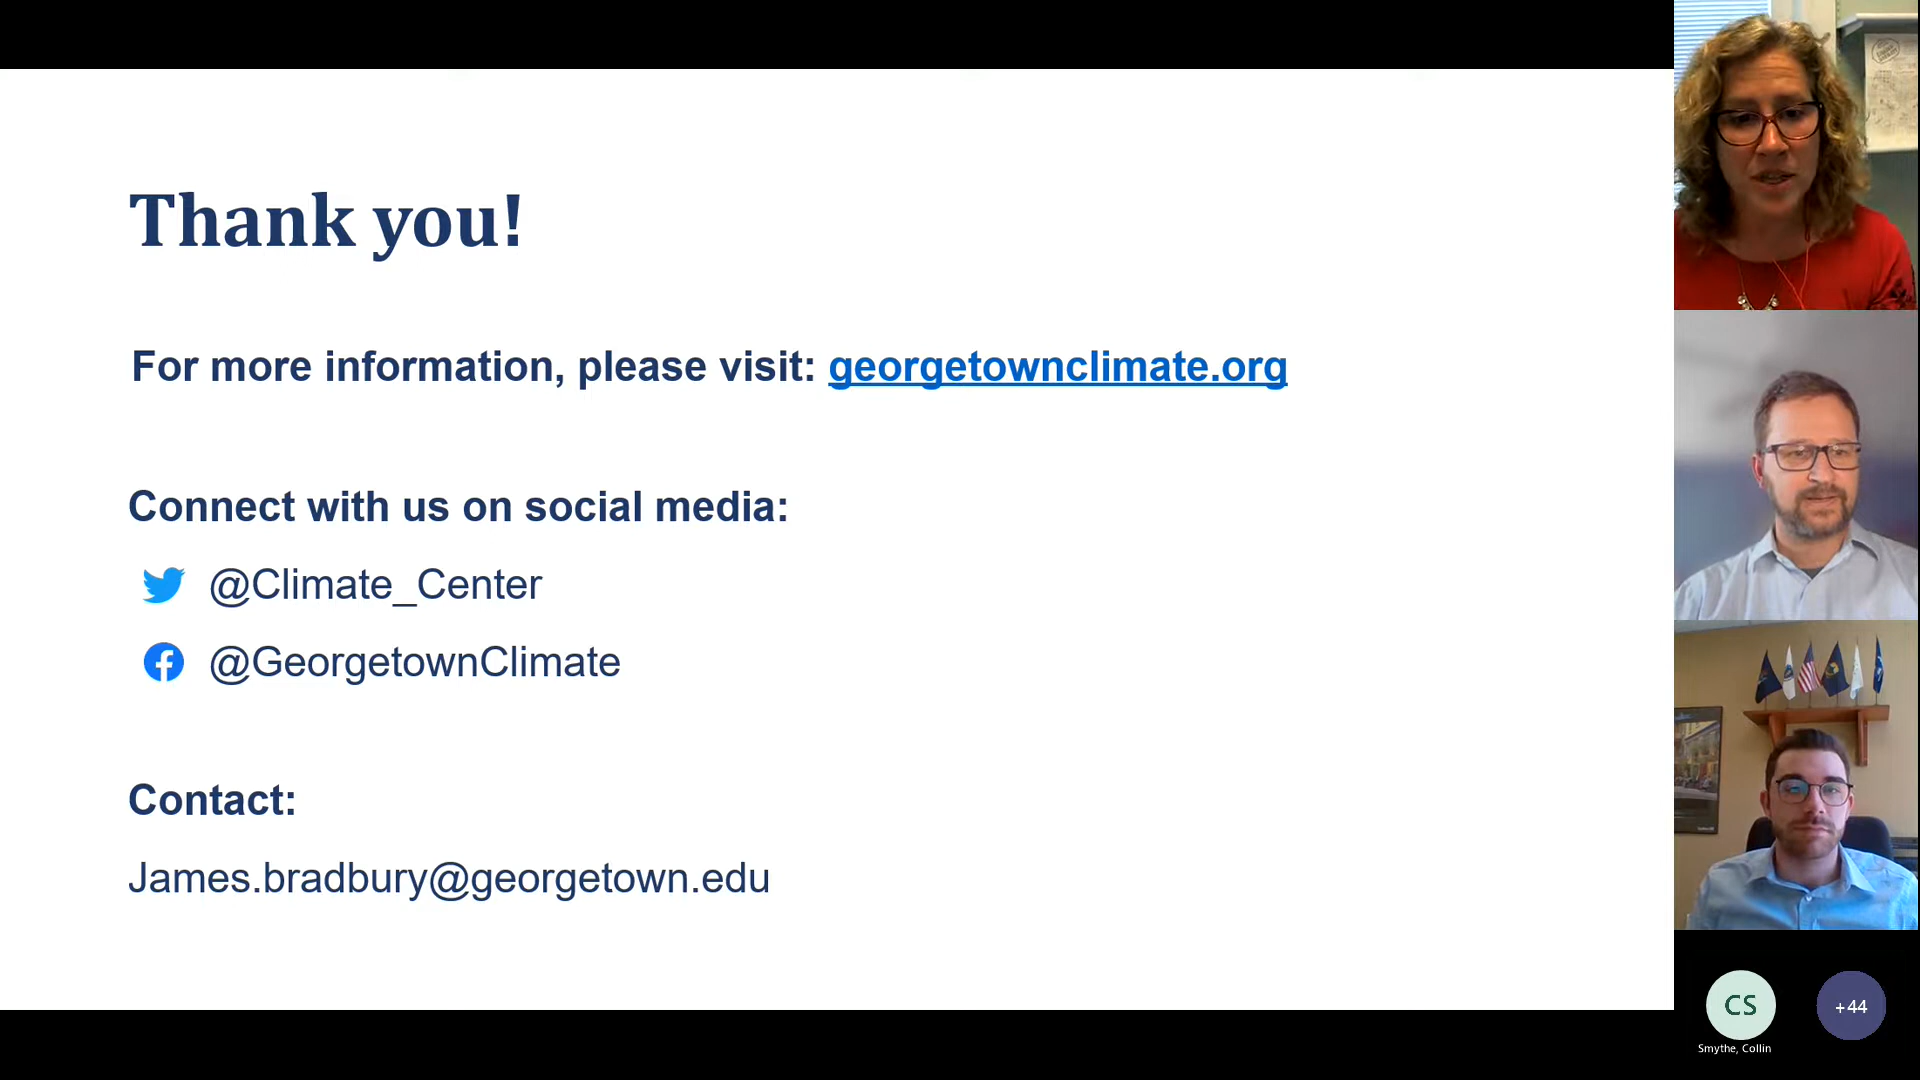 Thank you!
For more information, please visit: georgetownclimate.org
Connect with us on social media:
@Climate_Center
@GeorgetownClimate
Contact:
James.bradbury@georgetown.edu
CS
+44
Smythe, Collin